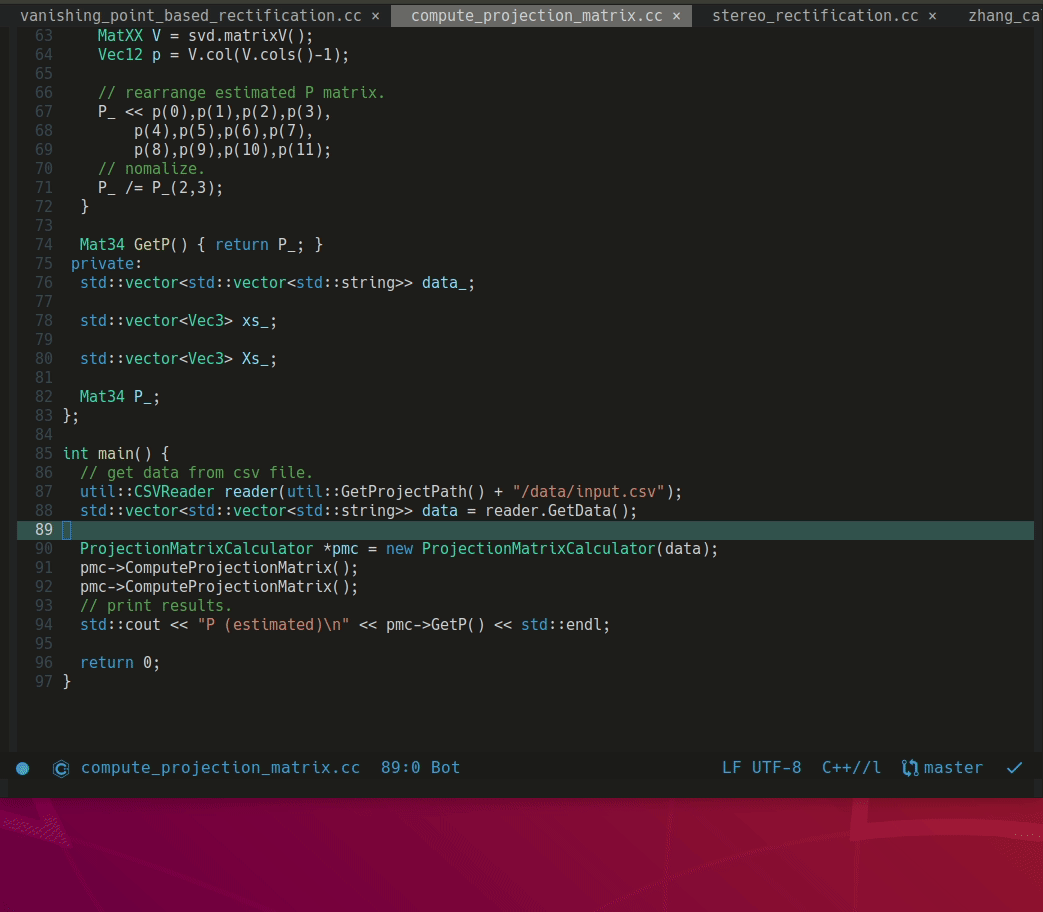 vanishing_point_based_rectification.cc × compute_projection_matrix.cc × stereo_rectification.cc × zhang_ca
63 MatXX V = svd.matrixV();
64 Vec12 p = V.col(V.cols()-1);
65
66 // rearrange estimated P matrix.
67 P_ << p(0),p(1),p(2),p(3),
68 p(4),p(5),p(6),p(7),
69 p(8),p(9),p(10),p(11);
70 // nomalize.
71 P_ /= P_(2,3);
72 }
73
74 Mat34 GetP() { return P_; }
75 private:
76 std::vector<std::vector<std::string>> data_;
77
78 std::vector<Vec3> xs_;
79
80 std::vector<Vec3> Xs_;
81
82 Mat34 P_;
83 };
84
85 int main() {
86 // get data from csv file.
87 util::CSVReader reader(util::GetProjectPath() + "/data/input.csv");
88 std::vector<std::vector<std::string>> data = reader.GetData();
89
90 ProjectionMatrixCalculator *pmc = new ProjectionMatrixCalculator(data);
91 pmc->ComputeProjectionMatrix();
92 pmc->ComputeProjectionMatrix();
93 // print results.
94 std::cout << "P (estimated)\n" << pmc->GetP() << std::endl;
95
96 return 0;
97 }
compute_projection_matrix.cc 89:0 Bot LF UTF-8 C++//l master